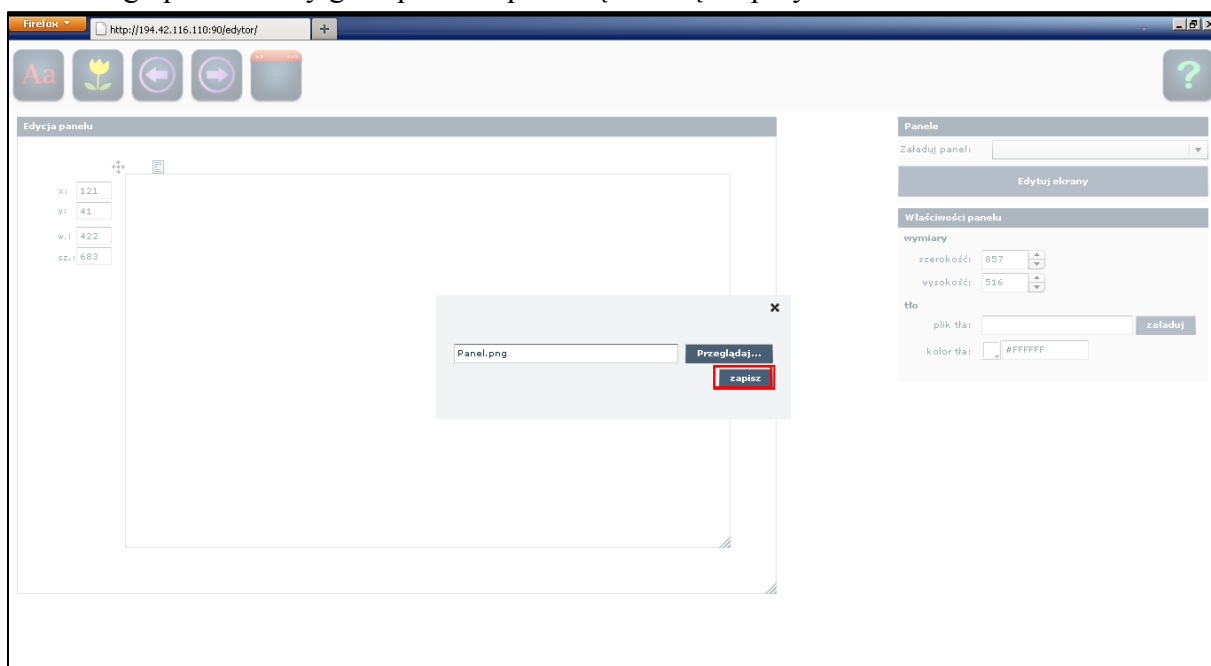 Firefox
http://194.42.116.110:90/edytor/
+
Aa
?
Edycja panelu
x: 121
y: 41
w.: 422
sz.: 683
Panel.png
Przeglądaj...
zapisz
Panele
Załaduj panel:
Edytuj ekrany
Właściwości panelu
wymiary
szerokość: 857
wysokość: 516
tło
plik tła:
załaduj
kolor tła: #FFFFFF